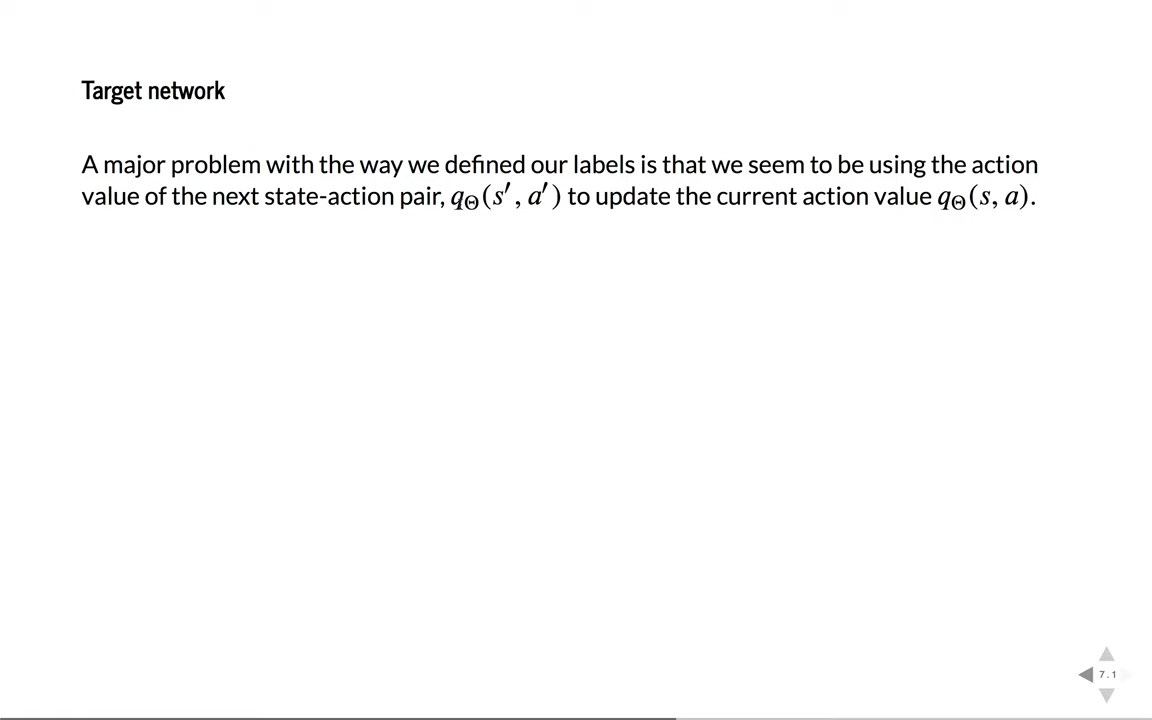 Target network
A major problem with the way we defined our labels is that we seem to be using the action
value of the next state-action pair, qΘ(s′, a′) to update the current action value qΘ(s, a).
7.1